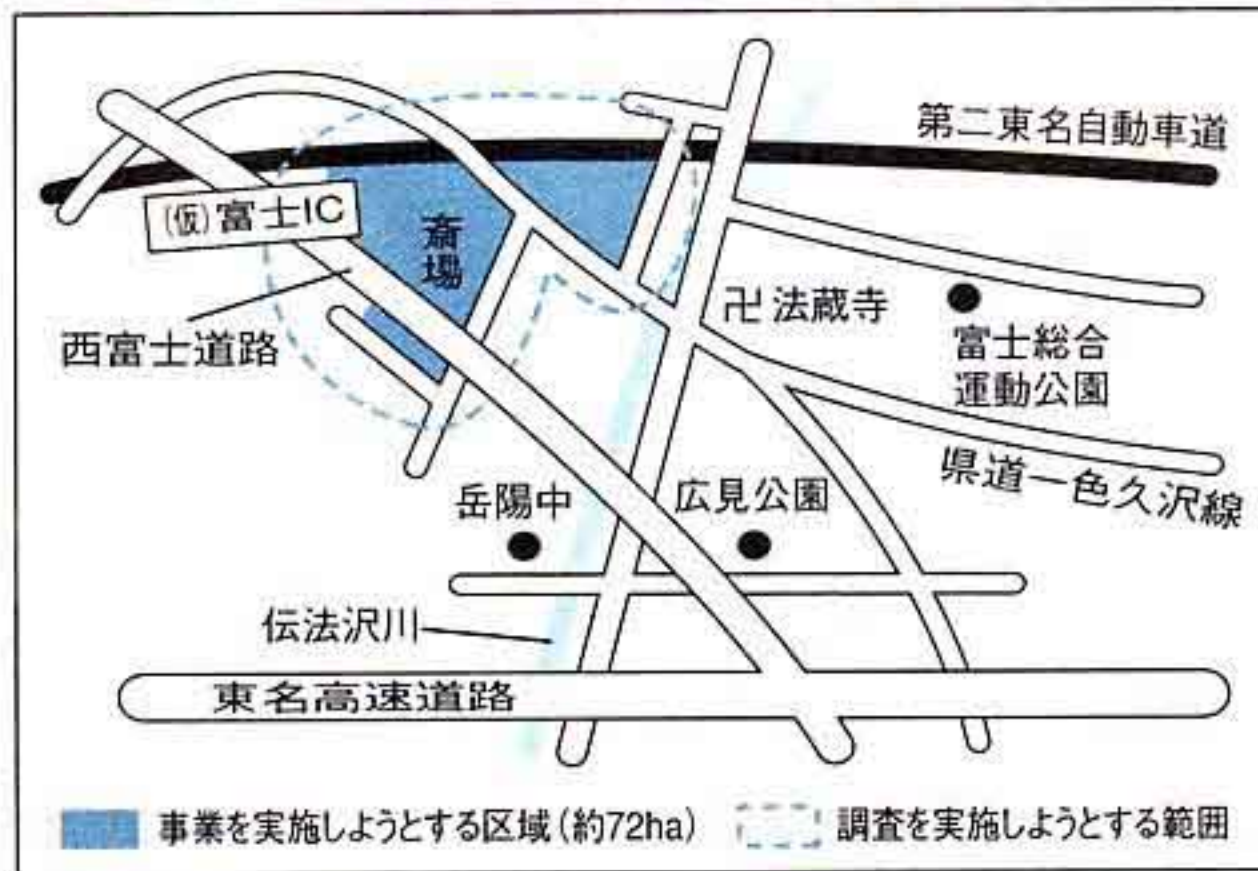 第二東名自動車道
(仮)富士IC
斎場
西富士道路
卍法蔵寺
富士総合
運動公園
県道一色久沢線
岳陽中
広見公園
伝法沢川
東名高速道路
事業を実施しようとする区域(約72ha)
調査を実施しようとする範囲